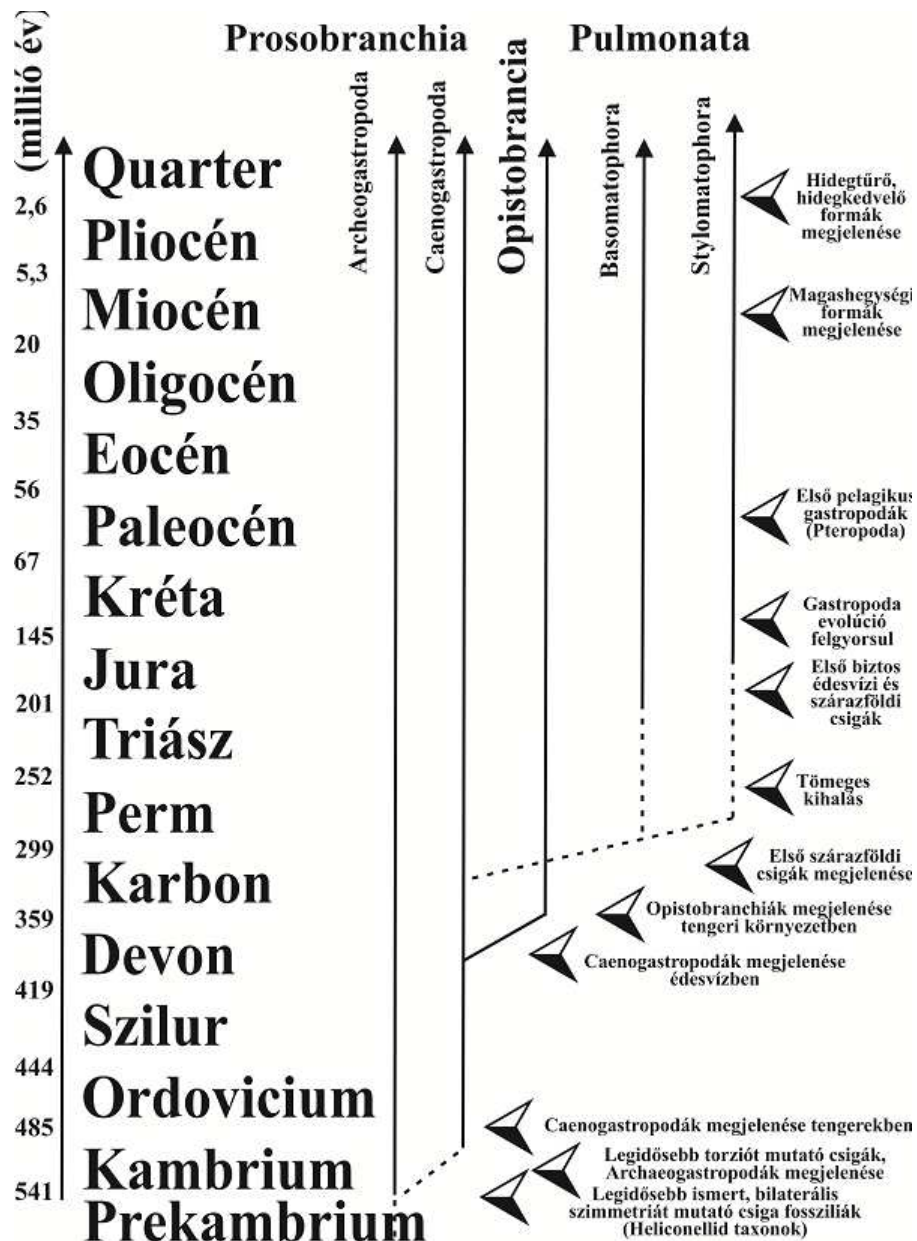 Prosobranchia
Pulmonata
(millió év)
Archeogastropoda
Caenogastropoda
Opistobrancia
Basomatophora
Stylomatophora
Quarter
2,6
Pliocén
5,3
Miocén
20
Oligocén
35
Eocén
56
Paleocén
67
Kréta
145
Jura
201
Triász
252
Perm
299
Karbon
359
Devon
419
Szilur
444
Ordovicium
485
Kambrium
541
Prekambrium
Hidegtűrő,
hidegkedvelő
formák
megjelenése
Magashegységi
formák
megjelenése
Első pelagikus
gastropodák
(Pteropoda)
Gastropoda
evolúció
felgyorsul
Első biztos
édesvízi és
szárazföldi
csigák
Tömeges
kihalás
Első szárazföldi
csigák megjelenése
Opistobranchiák megjelenése
tengeri környezetben
Caenogastropodák megjelenése
édesvízben
Caenogastropodák megjelenése tengerekben
Legidősebb torziót mutató csigák,
Archaeogastropodák megjelenése
Legidősebb ismert, bilaterális
szimmetriát mutató csiga fossziliák
(Heliconellid taxonok)